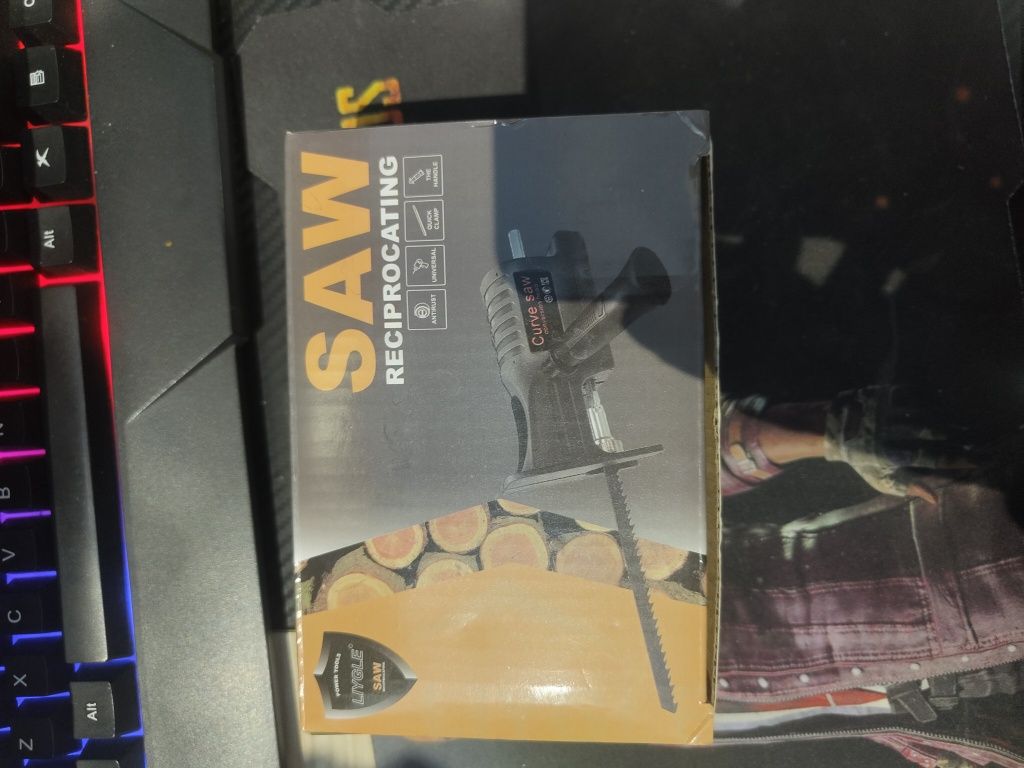 SAW
RECIPROCATING
ANTIRUST
UNIVERSAL
QUICK
CLAMP
THE
HANDLE
Curve saw
POWER TOOLS
LIYGLE
SAW
Alt
N
B
V
C
X
Z
Alt